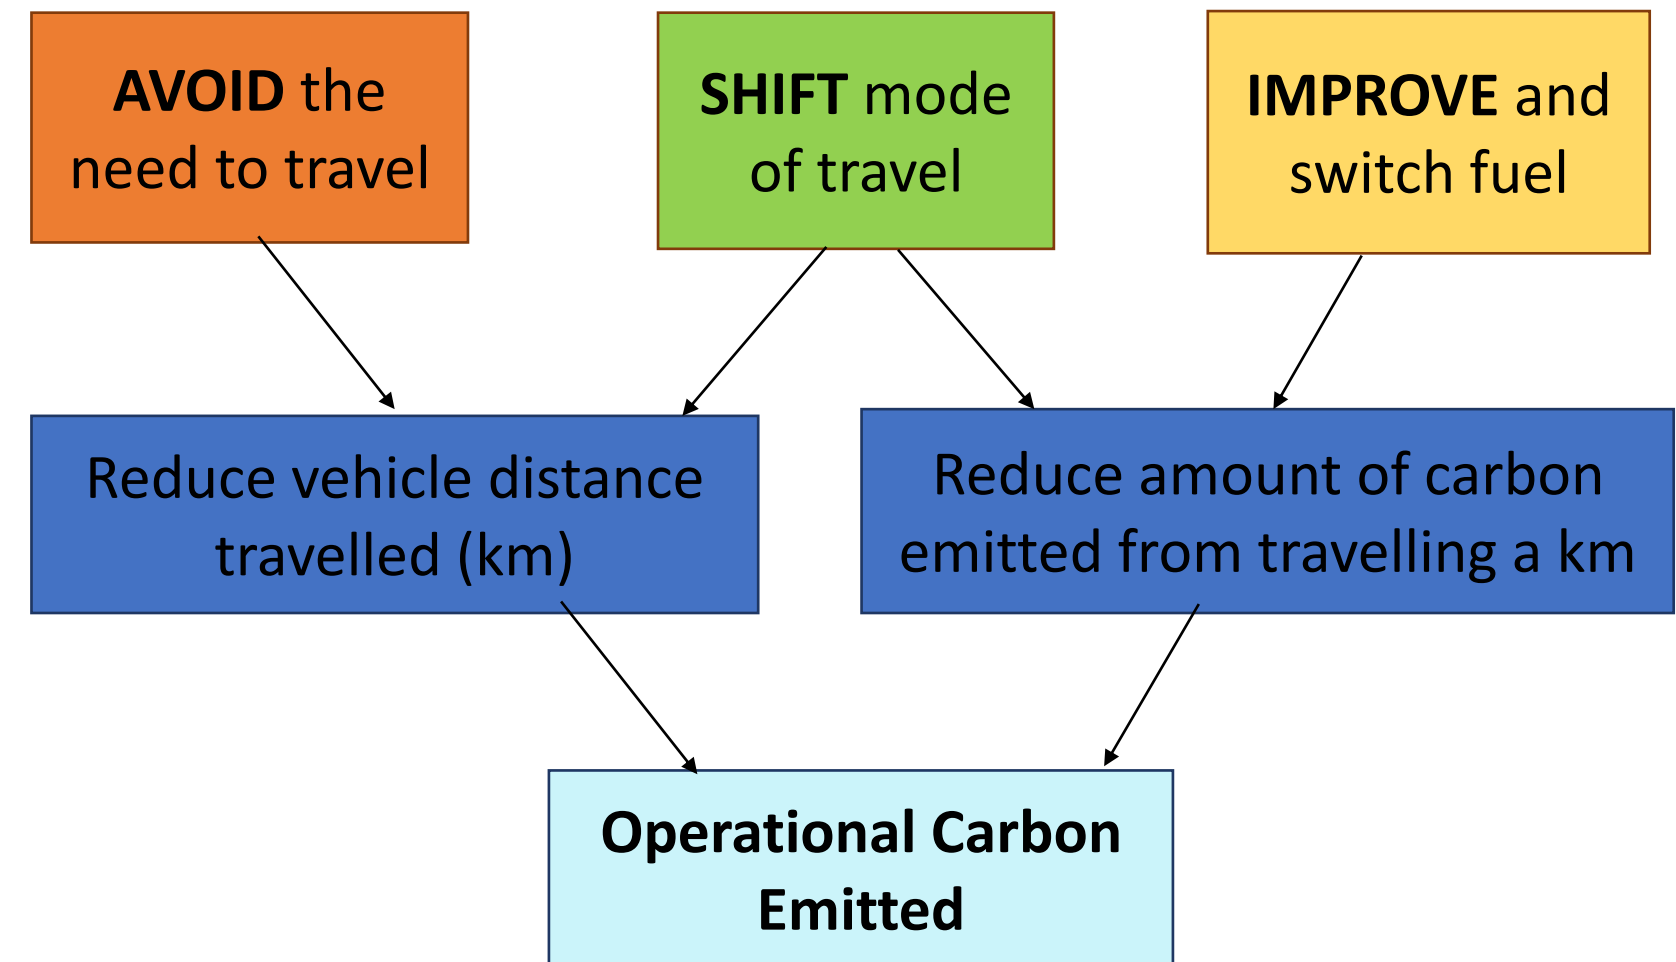 AVOID the
need to travel
SHIFT mode
of travel
IMPROVE and
switch fuel
Reduce vehicle distance
travelled (km)
Reduce amount of carbon
emitted from travelling a km
Operational Carbon
Emitted